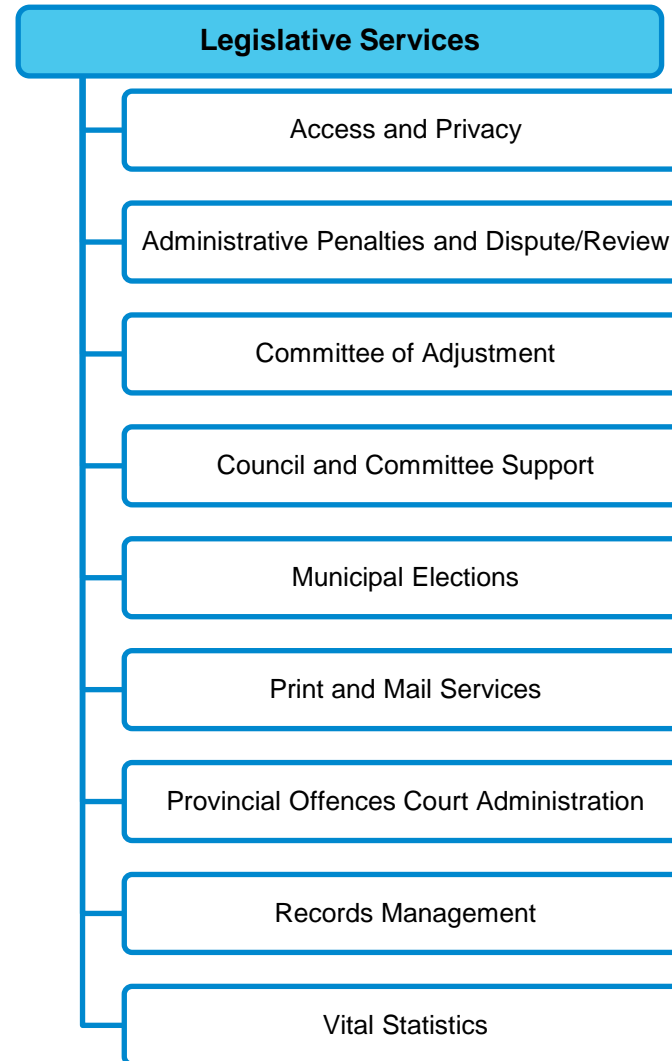 Legislative Services
Access and Privacy
Administrative Penalties and Dispute/Review
Committee of Adjustment
Council and Committee Support
Municipal Elections
Print and Mail Services
Provincial Offences Court Administration
Records Management
Vital Statistics